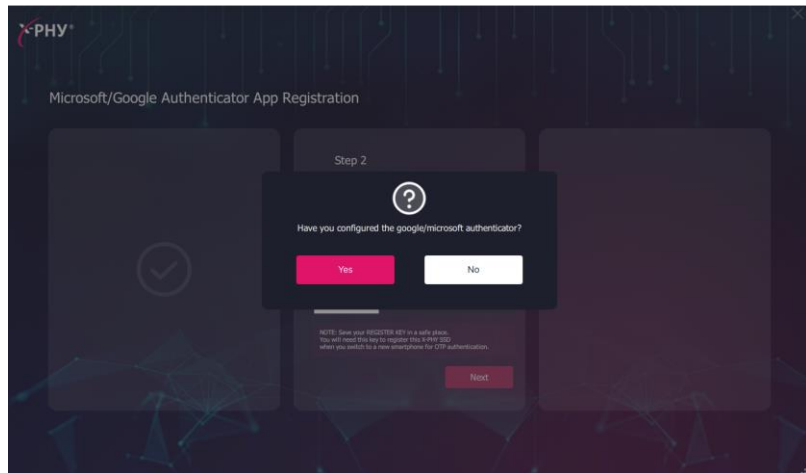 X-PHY®
Microsoft/Google Authenticator App Registration
Step 2
Have you configured the google/microsoft authenticator?
Yes
No
NOTE: Save your REGISTER KEY in a safe place.
You will need this key to register this X-PHY SSD
when you switch to a new smartphone for OTP authentication.
Next